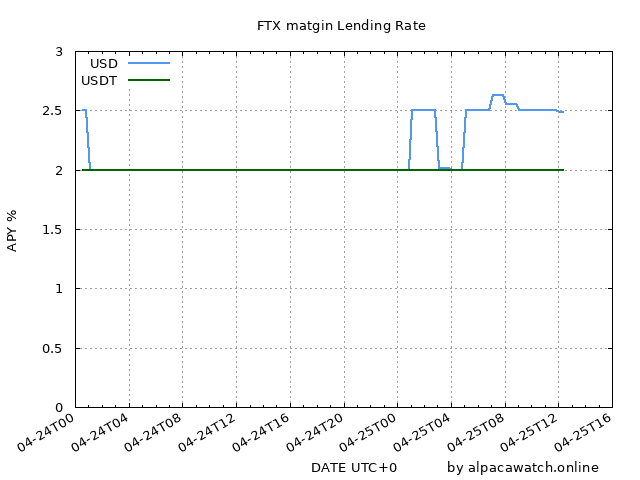 FTX matgin Lending Rate
3
USD
USDT
2.5
2
1.5
APY %
1
0.5
0
04-24T00 04-24T04 04-24T08 04-24T12 04-24T16 04-24T20 04-25T00 04-25T04 04-25T08 04-25T12 04-25T16
DATE UTC+0 by alpacawatch.online